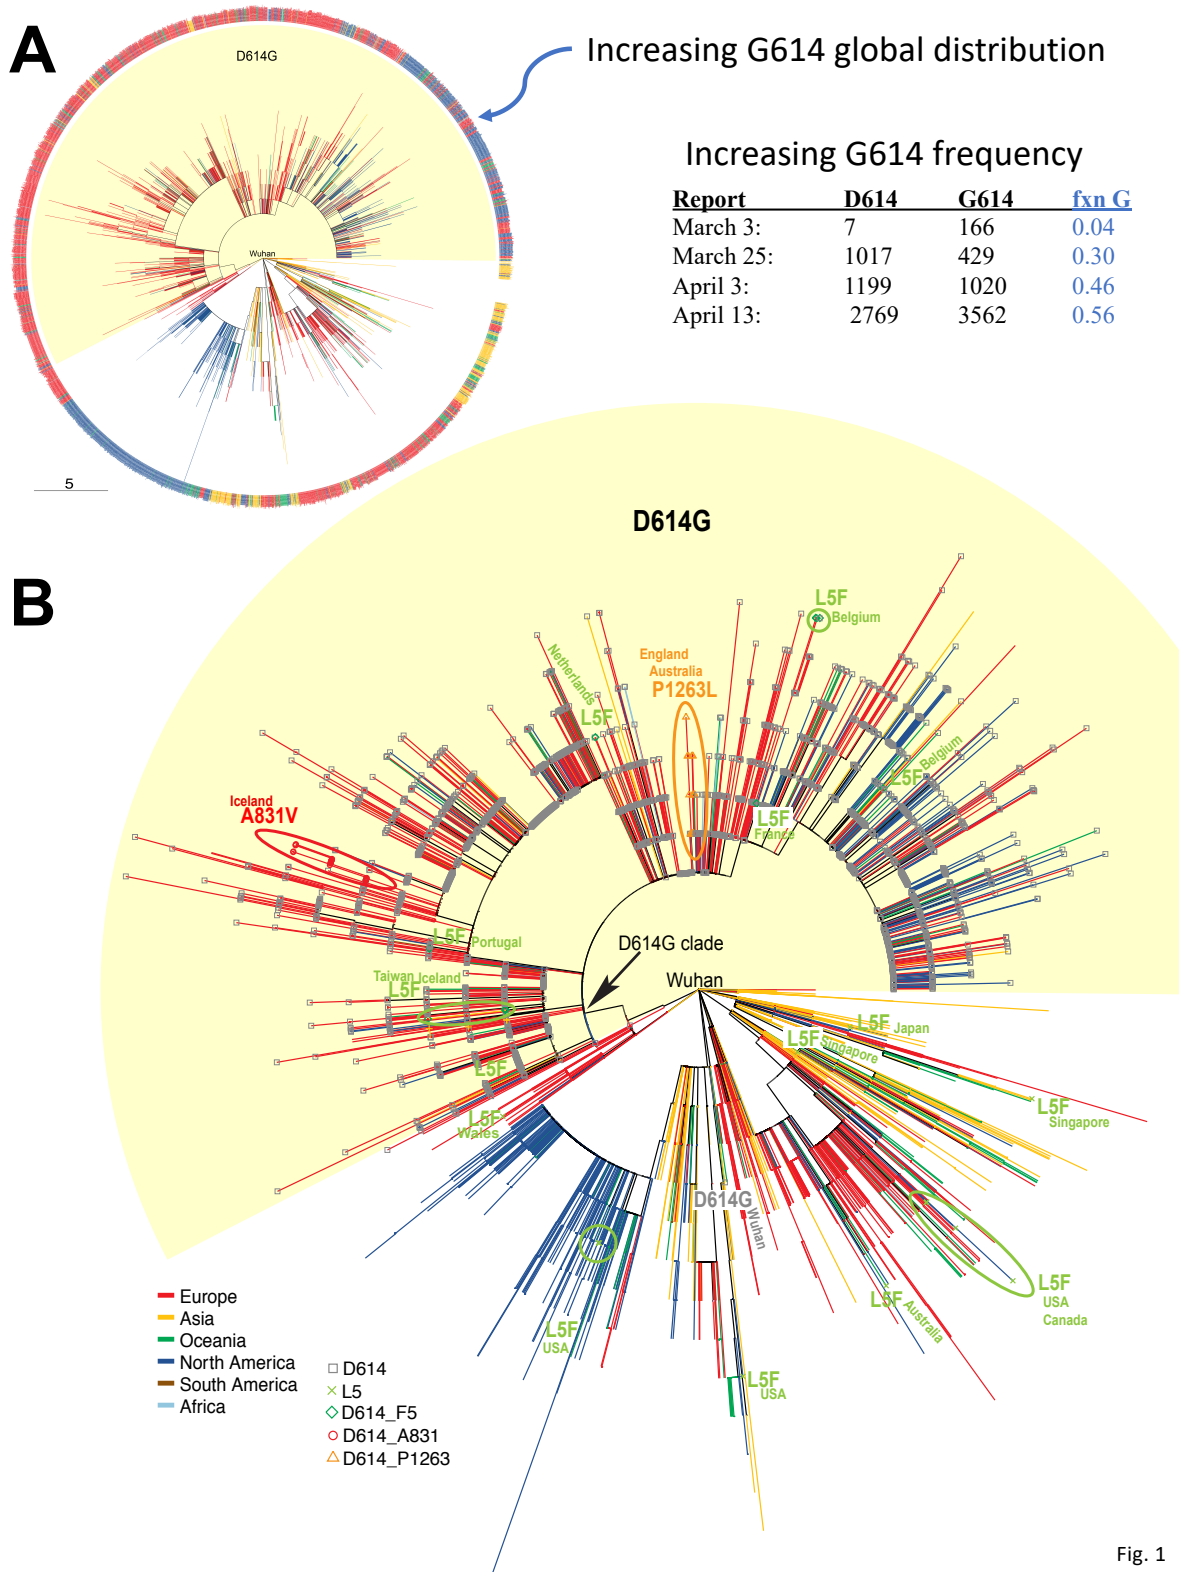 A
D614G
Wuhan
5
Increasing G614 global distribution
Increasing G614 frequency
Report D614 G614 fxn G
March 3: 7 166 0.04
March 25: 1017 429 0.30
April 3: 1199 1020 0.46
April 13: 2769 3562 0.56
B
D614G
L5F
Belgium
England
Australia
P1263L
Netherlands
L5F
L5F Belgium
L5F
France
Iceland
A831V
L5F Portugal
D614G clade
Wuhan
Taiwan Iceland
L5F
L5F
L5F
Wales
L5F Japan
L5F Singapore
L5F
Singapore
D614G Wuhan
L5F
USA
Canada
L5F Australia
L5F
USA
L5F
USA
Europe
Asia
Oceania
North America
South America
Africa
D614
L5
D614_F5
D614_A831
D614_P1263
Fig. 1